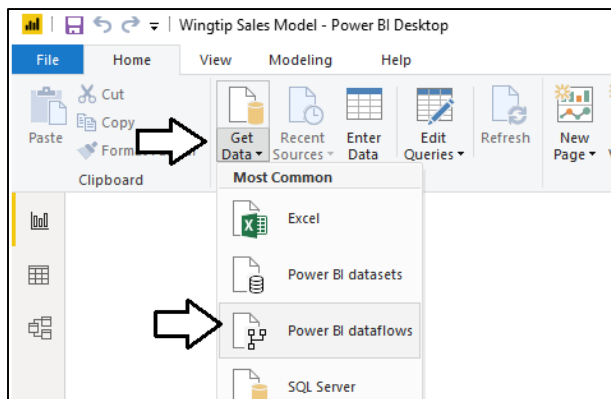 Wingtip Sales Model - Power BI Desktop
File Home View Modeling Help
Cut
Copy
Paste
Get Data
Recent Sources
Enter Data
Edit Queries
Refresh
New Page
Clipboard
Most Common
Excel
Power BI datasets
Power BI dataflows
SQL Server